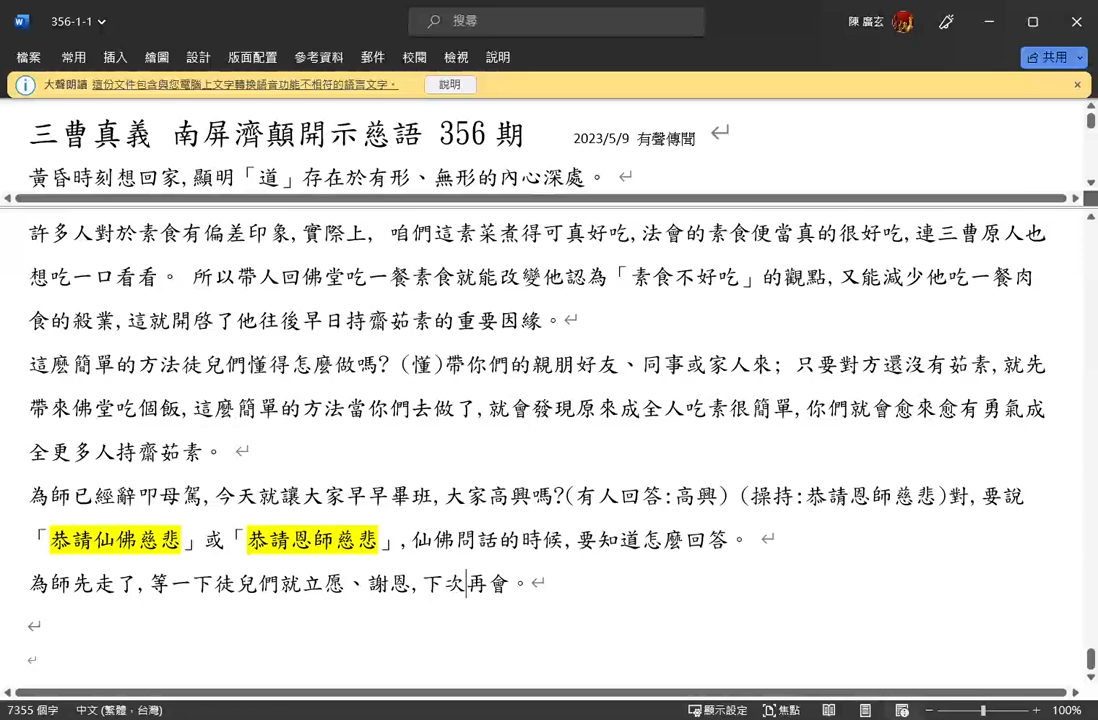 356-1-1
搜尋
陳 廣玄
檔案 常用 插入 繪圖 設計 版面配置 參考資料 郵件 校閱 檢視 說明
共用
大聲朗讀 這份文件包含與您電腦上文字轉換語音功能不相符的語言文字。 說明
三曹真義 南屏濟顛開示慈語 356 期 2023/5/9 有聲傳聞
黃昏時刻想回家,顯明「道」存在於有形、無形的內心深處。
許多人對於素食有偏差印象,實際上, 咱們這素菜煮得可真好吃,法會的素食便當真的很好吃,連三曹原人也
想吃一口看看。 所以帶人回佛堂吃一餐素食就能改變他認為「素食不好吃」的觀點,又能減少他吃一餐肉
食的殺業,這就開啓了他往後早日持齋茹素的重要因緣。
這麼簡單的方法徒兒們懂得怎麼做嗎? (懂)帶你們的親朋好友、同事或家人來; 只要對方還沒有茹素,就先
帶來佛堂吃個飯,這麼簡單的方法當你們去做了,就會發現原來成全人吃素很簡單,你們就會愈來愈有勇氣成
全更多人持齋茹素。
為師已經辭叩母駕,今天就讓大家早早畢班,大家高興嗎?(有人回答:高興) (操持:恭請恩師慈悲)對,要說
「恭請仙佛慈悲」或「恭請恩師慈悲」,仙佛問話的時候,要知道怎麼回答。
為師先走了,等一下徒兒們就立愿、謝恩,下次再會。
7355 個字 中文 (繁體,台灣) 顯示設定 焦點 100%